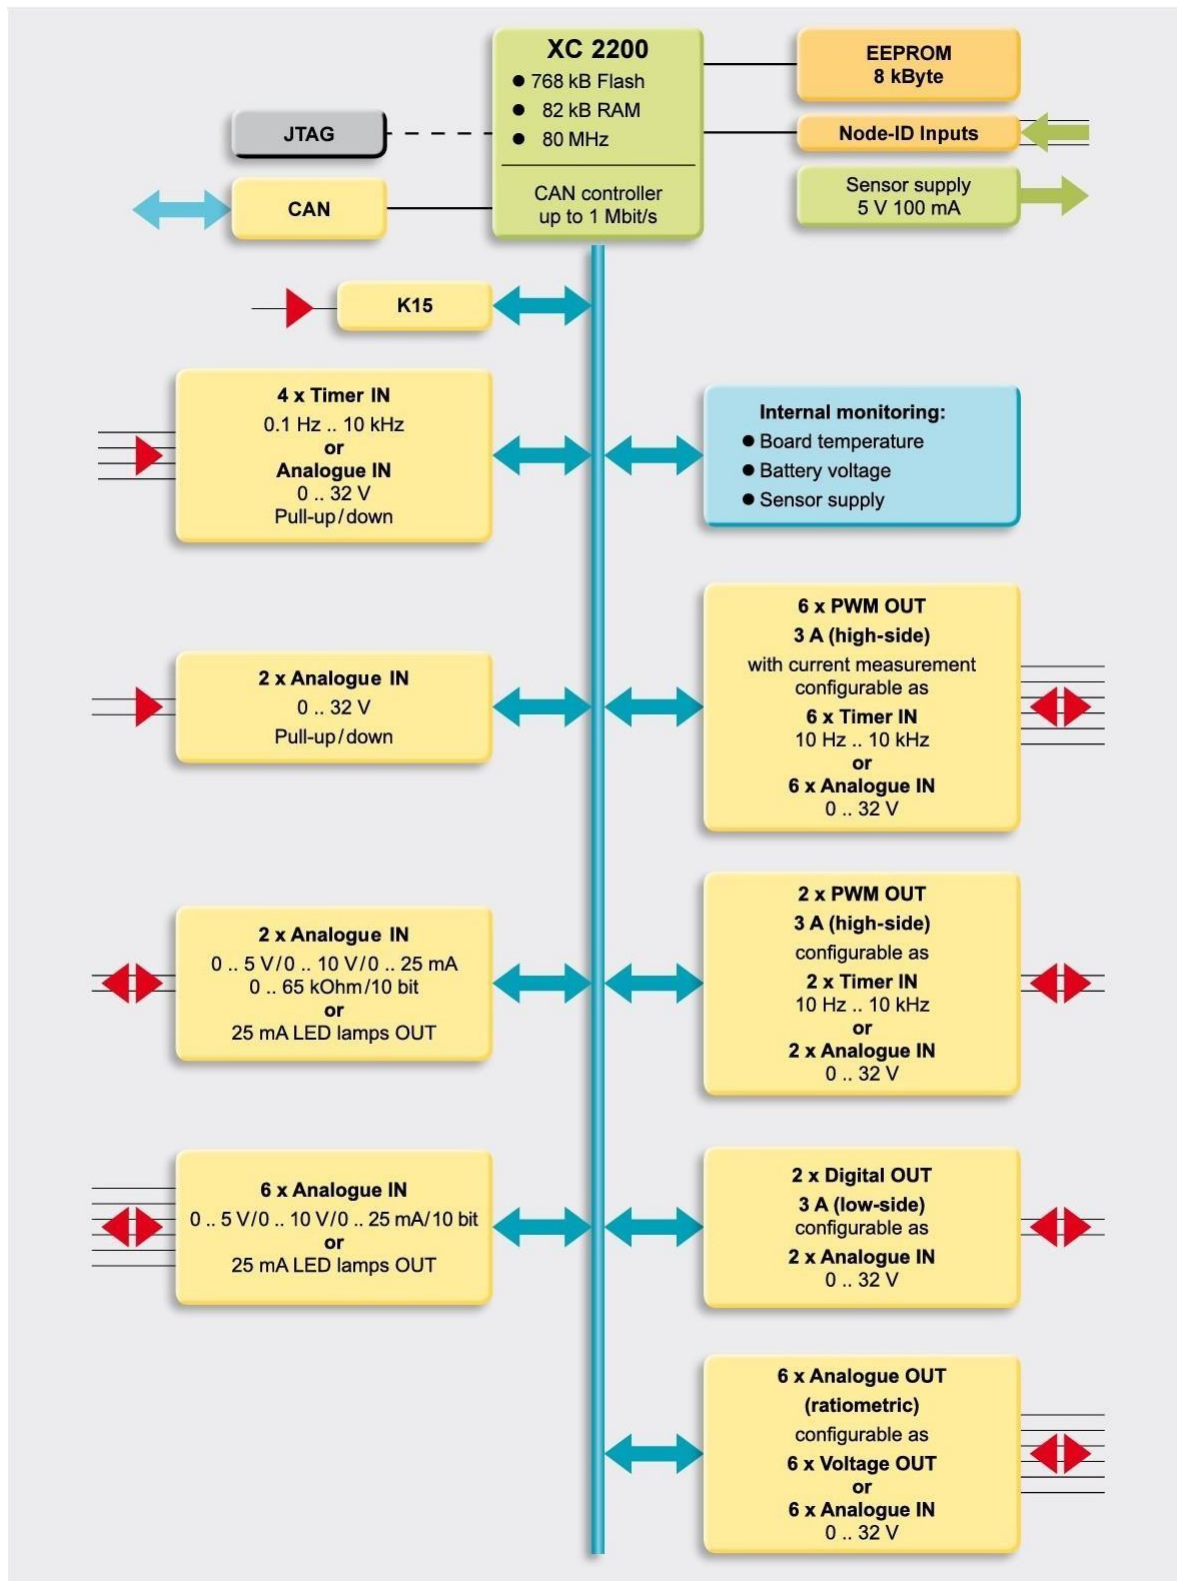 XC 2200
● 768 kB Flash
● 82 kB RAM
● 80 MHz
CAN controller
up to 1 Mbit/s
EEPROM
8 kByte
JTAG
Node-ID Inputs
CAN
Sensor supply
5 V 100 mA
K15
4 x Timer IN
0.1 Hz .. 10 kHz
or
Analogue IN
0 .. 32 V
Pull-up/down
Internal monitoring:
● Board temperature
● Battery voltage
● Sensor supply
2 x Analogue IN
0 .. 32 V
Pull-up/down
6 x PWM OUT
3 A (high-side)
with current measurement
configurable as
6 x Timer IN
10 Hz .. 10 kHz
or
6 x Analogue IN
0 .. 32 V
2 x Analogue IN
0 .. 5 V/0 .. 10 V/0 .. 25 mA
0 .. 65 kOhm/10 bit
or
25 mA LED lamps OUT
2 x PWM OUT
3 A (high-side)
configurable as
2 x Timer IN
10 Hz .. 10 kHz
or
2 x Analogue IN
0 .. 32 V
6 x Analogue IN
0 .. 5 V/0 .. 10 V/0 .. 25 mA/10 bit
or
25 mA LED lamps OUT
2 x Digital OUT
3 A (low-side)
configurable as
2 x Analogue IN
0 .. 32 V
6 x Analogue OUT
(ratiometric)
configurable as
6 x Voltage OUT
or
6 x Analogue IN
0 .. 32 V